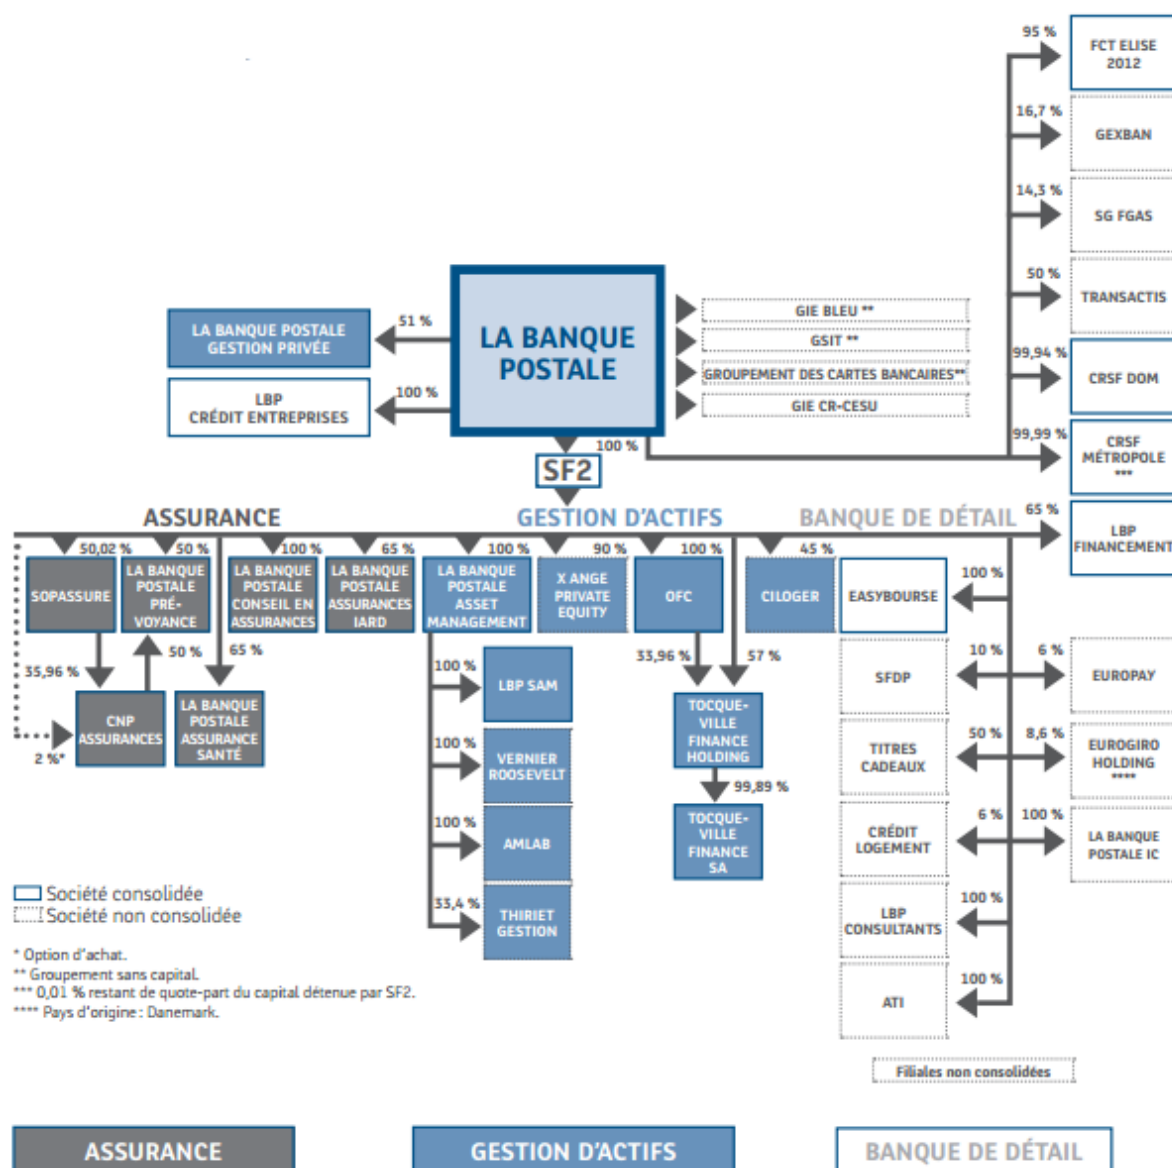 95 %
FCT ELISE
2012
16,7 %
GEXBAN
14,3 %
SG FGAS
50 %
TRANSACTIS
99,94 %
CRSF DOM
99,99 %
CRSF
MÉTROPOLE
***
LA BANQUE POSTALE
GESTION PRIVÉE
51 %
LBP
CRÉDIT ENTREPRISES
100 %
LA BANQUE
POSTALE
GIE BLEU **
GSIT **
GROUPEMENT DES CARTES BANCAIRES**
GIE CR-CESU
100 %
SF2
ASSURANCE
GESTION D'ACTIFS
BANQUE DE DÉTAIL
65 %
LBP
FINANCEMENT
50,02 %
50 %
100 %
65 %
100 %
90 %
100 %
45 %
SOPASSURE
LA BANQUE
POSTALE
PRÉ-
VOYANCE
LA BANQUE
POSTALE
CONSEIL EN
ASSURANCES
LA BANQUE
POSTALE
ASSURANCES
IARD
LA BANQUE
POSTALE
ASSET
MANAGEMENT
X ANGE
PRIVATE
EQUITY
OFC
CILOGER
EASYBOURSE
100 %
35,96 %
50 %
65 %
CNP
ASSURANCES
2 %*
LA BANQUE
POSTALE
ASSURANCE
SANTÉ
100 %
LBP SAM
100 %
VERNIER
ROOSEVELT
100 %
AMLAB
33,4 %
THIRIET
GESTION
33,96 %
57 %
TOCQUE-
VILLE
FINANCE
HOLDING
99,89 %
TOCQUE-
VILLE
FINANCE
SA
SFDP
10 %
6 %
EUROPAY
TITRES
CADEAUX
50 %
8,6 %
EUROGIRO
HOLDING
****
CRÉDIT
LOGEMENT
6 %
100 %
LA BANQUE
POSTALE IC
LBP
CONSULTANTS
100 %
ATI
100 %
Société consolidée
Société non consolidée
* Option d'achat.
** Groupement sans capital.
*** 0,01 % restant de quote-part du capital détenue par SF2.
**** Pays d'origine : Danemark.
Filiales non consolidées
ASSURANCE
GESTION D'ACTIFS
BANQUE DE DÉTAIL